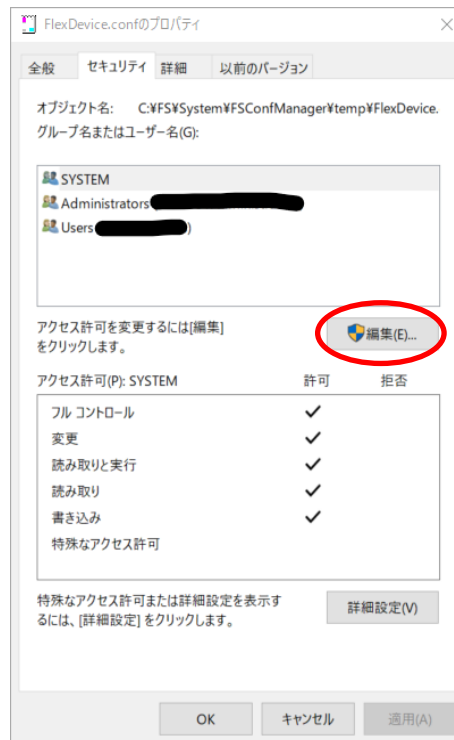 FlexDevice.confのプロパティ
全般 セキュリティ 詳細 以前のバージョン
オブジェクト名: C:¥FS¥System¥FSConfManager¥temp¥FlexDevice.
グループ名またはユーザー名(G):
SYSTEM
Administrators
Users )
アクセス許可を変更するには[編集]
をクリックします。
編集(E)...
アクセス許可(P): SYSTEM 許可 拒否
フル コントロール
変更
読み取りと実行
読み取り
書き込み
特殊なアクセス許可
特殊なアクセス許可または詳細設定を表示す
るには、[詳細設定] をクリックします。
詳細設定(V)
OK キャンセル 適用(A)